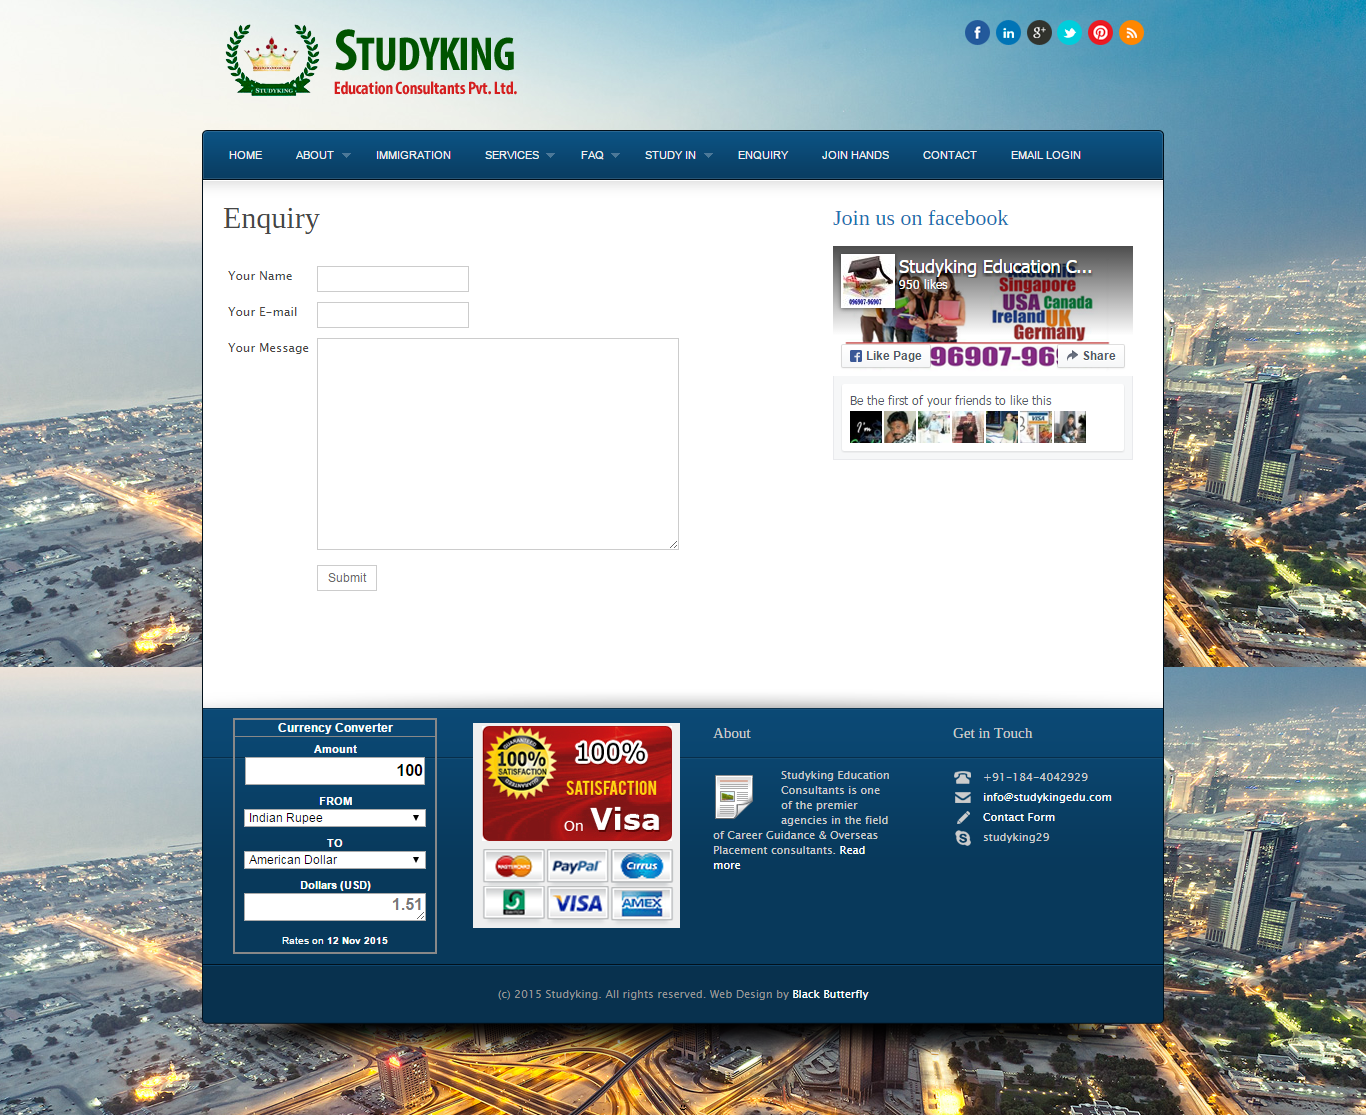 STUDYKING
Education Consultants Pvt. Ltd.
STUDYKING
HOME ABOUT IMMIGRATION SERVICES FAQ STUDY IN ENQUIRY JOIN HANDS CONTACT EMAIL LOGIN
Enquiry
Your Name
Your E-mail
Your Message
Submit
Join us on facebook
Studyking Education C...
950 likes
096907-96907
Singapore
USA Canada
Ireland UK
Germany
96907-969
Like Page
Share
Be the first of your friends to like this
Currency Converter
Amount
100
FROM
Indian Rupee
TO
American Dollar
Dollars (USD)
1.51
Rates on 12 Nov 2015
GUARANTEED
100%
SATISFACTION
100%
SATISFACTION
On Visa
MasterCard PayPal Cirrus
VISA AMEX
About
Studyking Education
Consultants is one
of the premier
agencies in the field
of Career Guidance & Overseas
Placement consultants. Read
more
Get in Touch
+91-184-4042929
info@studykingedu.com
Contact Form
studyking29
(c) 2015 Studyking. All rights reserved. Web Design by Black Butterfly